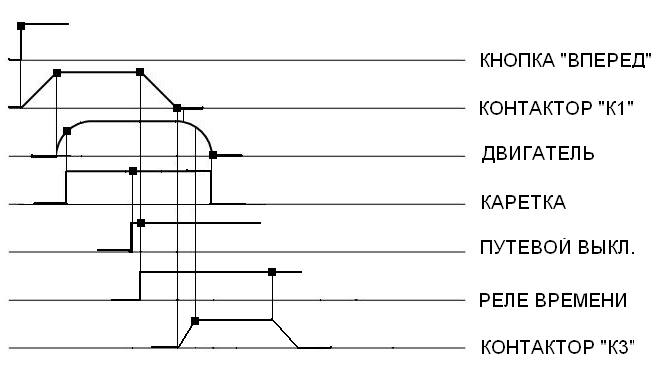 КНОПКА "ВПЕРЕД"
КОНТАКТОР "К1"
ДВИГАТЕЛЬ
КАРЕТКА
ПУТЕВОЙ ВЫКЛ.
РЕЛЕ ВРЕМЕНИ
КОНТАКТОР "К3"